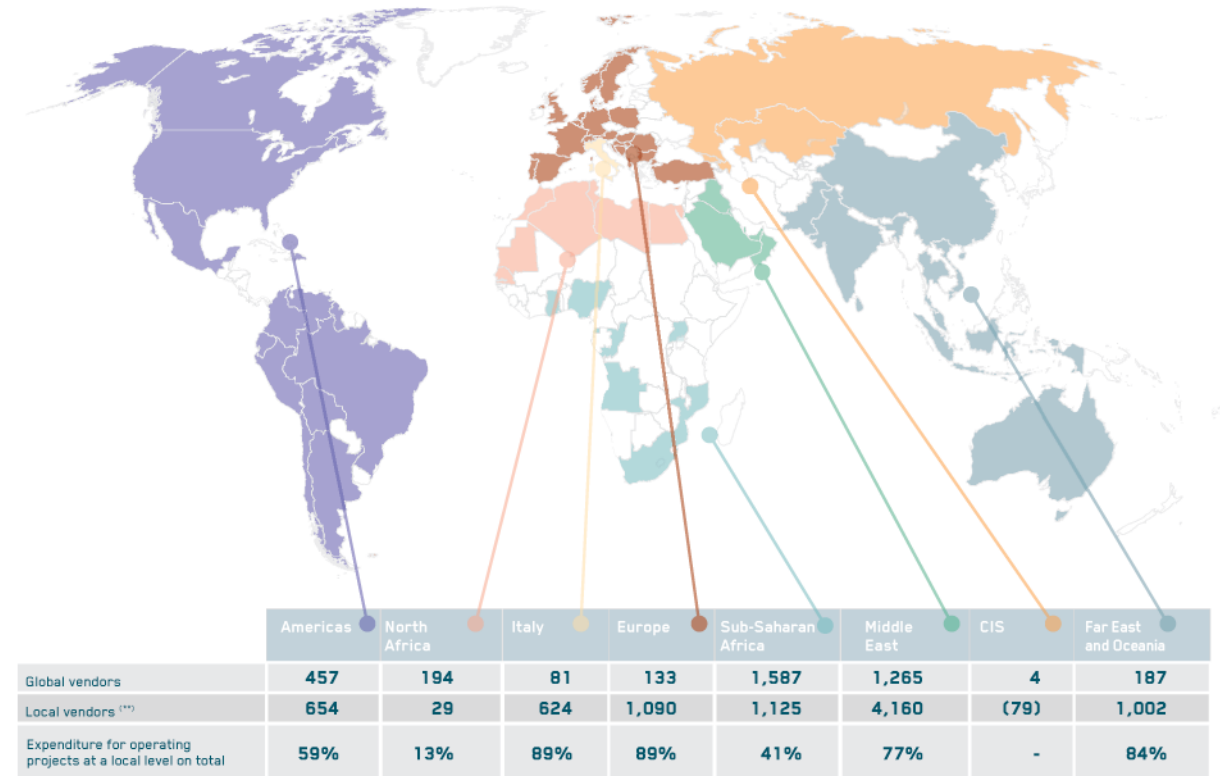 Americas North Africa Italy Europe Sub-Saharan Africa Middle East CIS Far East and Oceania
Global vendors 457 194 81 133 1,587 1,265 4 187
Local vendors (**) 654 29 624 1,090 1,125 4,160 (79) 1,002
Expenditure for operating
projects at a local level on total 59% 13% 89% 89% 41% 77% - 84%